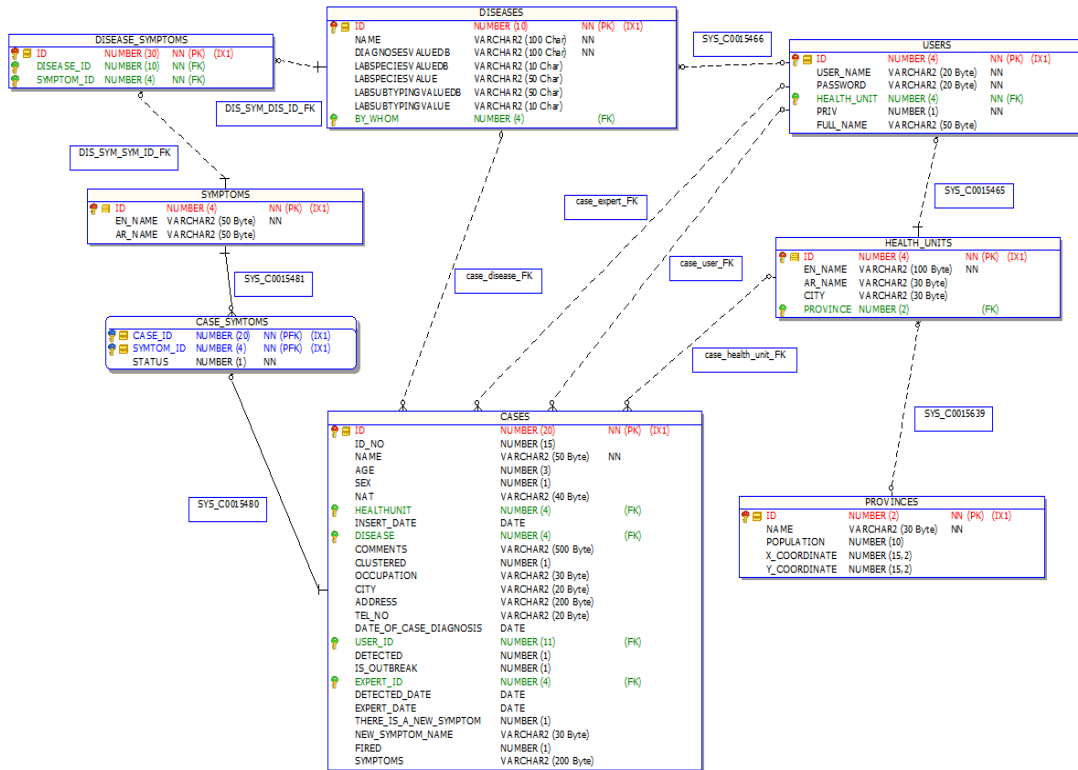 DISEASES
ID NUMBER (10) NN (PK) (IX1)
NAME VARCHAR2 (100 Char) NN
DIAGNOSESVALUEDB VARCHAR2 (100 Char) NN
LABSPECIESVALUEDB VARCHAR2 (10 Char)
LABSPECIESVALUE VARCHAR2 (50 Char)
LABSUBTYPINGVALUEDB VARCHAR2 (50 Char)
LABSUBTYPINGVALUE VARCHAR2 (10 Char)
BY_WHOM NUMBER (4) (FK)
DISEASE_SYMPTOMS
ID NUMBER (30) NN (PK) (IX1)
DISEASE_ID NUMBER (10) NN (FK)
SYMPTOM_ID NUMBER (4) NN (FK)
SYS_C0015466
USERS
ID NUMBER (4) NN (PK) (IX1)
USER_NAME VARCHAR2 (20 Byte) NN
PASSWORD VARCHAR2 (20 Byte) NN
HEALTH_UNIT NUMBER (4) NN (FK)
PRIV NUMBER (1) NN
FULL_NAME VARCHAR2 (50 Byte)
DIS_SYM_DIS_ID_FK
DIS_SYM_SYM_ID_FK
SYMPTOMS
ID NUMBER (4) NN (PK) (IX1)
EN_NAME VARCHAR2 (50 Byte) NN
AR_NAME VARCHAR2 (50 Byte)
case_expert_FK
SYS_C0015465
HEALTH_UNITS
ID NUMBER (4) NN (PK) (IX1)
EN_NAME VARCHAR2 (100 Byte) NN
AR_NAME VARCHAR2 (30 Byte)
CITY VARCHAR2 (30 Byte)
PROVINCE NUMBER (2) (FK)
SYS_C0015481
case_disease_FK
case_user_FK
CASE_SYMTOMS
CASE_ID NUMBER (20) NN (PFK) (IX1)
SYMTOM_ID NUMBER (4) NN (PFK) (IX1)
STATUS NUMBER (1) NN
case_health_unit_FK
SYS_C0015639
CASES
ID NUMBER (20) NN (PK) (IX1)
ID_NO NUMBER (15)
NAME VARCHAR2 (50 Byte) NN
AGE NUMBER (3)
SEX NUMBER (1)
NAT VARCHAR2 (40 Byte)
HEALTHUNIT NUMBER (4) (FK)
INSERT_DATE DATE
DISEASE NUMBER (4) (FK)
COMMENTS VARCHAR2 (500 Byte)
CLUSTERED NUMBER (1)
OCCUPATION VARCHAR2 (30 Byte)
CITY VARCHAR2 (20 Byte)
ADDRESS VARCHAR2 (200 Byte)
TEL_NO VARCHAR2 (20 Byte)
DATE_OF_CASE_DIAGNOSIS DATE
USER_ID NUMBER (11) (FK)
DETECTED NUMBER (1)
IS_OUTBREAK NUMBER (1)
EXPERT_ID NUMBER (4) (FK)
DETECTED_DATE DATE
EXPERT_DATE DATE
THERE_IS_A_NEW_SYMPTOM NUMBER (1)
NEW_SYMPTOM_NAME VARCHAR2 (30 Byte)
FIRED NUMBER (1)
SYMPTOMS VARCHAR2 (200 Byte)
SYS_C0015480
PROVINCES
ID NUMBER (2) NN (PK) (IX1)
NAME VARCHAR2 (30 Byte) NN
POPULATION NUMBER (10)
X_COORDINATE NUMBER (15,2)
Y_COORDINATE NUMBER (15,2)